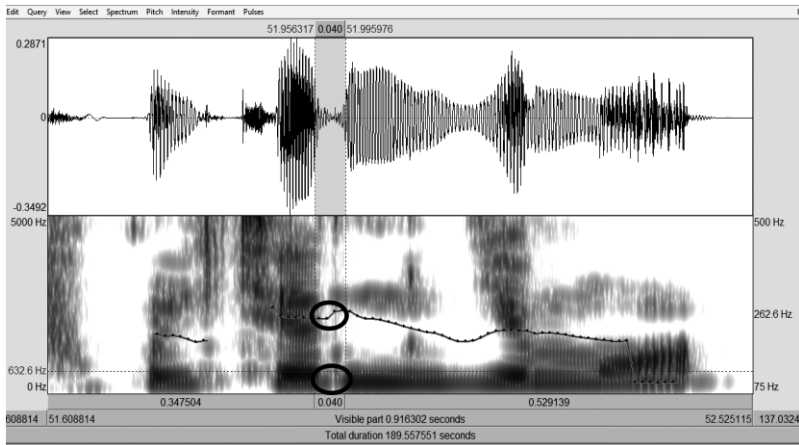 Edit Query View Select Spectrum Pitch Intensity Formant Pulses
51.956317 0.040 51.995976
0.2871
0
-0.3492
5000 Hz 500 Hz
262.6 Hz
632.6 Hz
0 Hz 75 Hz
0.347504 0.040 0.529139
608814 51.608814 Visible part 0.916302 seconds 52.525115 137.0324
Total duration 189.557551 seconds